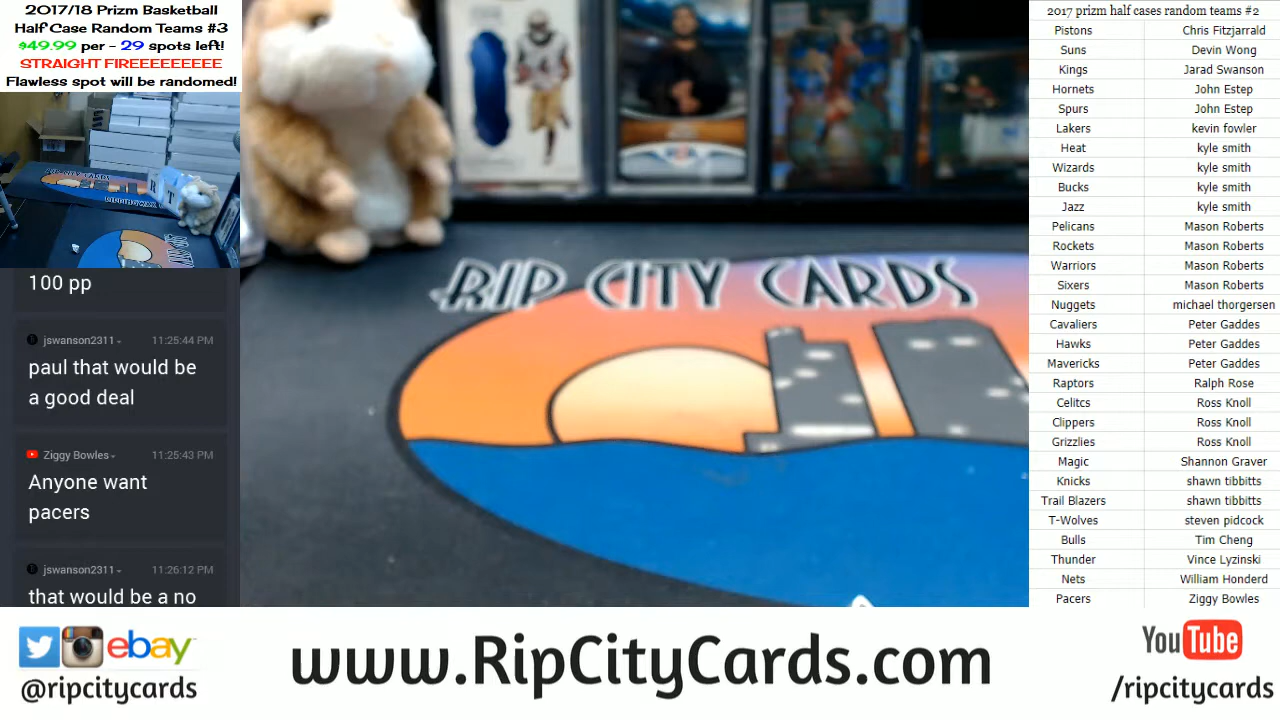 2017/18 Prizm Basketball
Half Case Random Teams #3
$49.99 per - 29 spots left!
STRAIGHT FIREEEEEEEEE
Flawless spot will be randomed!
RIP CITY CARDS
100 pp
jswanson2311 11:25:44 PM
paul that would be
a good deal
Ziggy Bowles 11:25:43 PM
Anyone want
pacers
jswanson2311 11:26:12 PM
that would be a no
RIP CITY CARDS
2017 prizm half cases random teams #2
Pistons Chris Fitzjarrald
Suns Devin Wong
Kings Jarad Swanson
Hornets John Estep
Spurs John Estep
Lakers kevin fowler
Heat kyle smith
Wizards kyle smith
Bucks kyle smith
Jazz kyle smith
Pelicans Mason Roberts
Rockets Mason Roberts
Warriors Mason Roberts
Sixers Mason Roberts
Nuggets michael thorgersen
Cavaliers Peter Gaddes
Hawks Peter Gaddes
Mavericks Peter Gaddes
Raptors Ralph Rose
Celitcs Ross Knoll
Clippers Ross Knoll
Grizzlies Ross Knoll
Magic Shannon Graver
Knicks shawn tibbitts
Trail Blazers shawn tibbitts
T-Wolves steven pidcock
Bulls Tim Cheng
Thunder Vince Lyzinski
Nets William Honderd
Pacers Ziggy Bowles
ebay
@ripcitycards
www.RipCityCards.com
YouTube
/ripcitycards